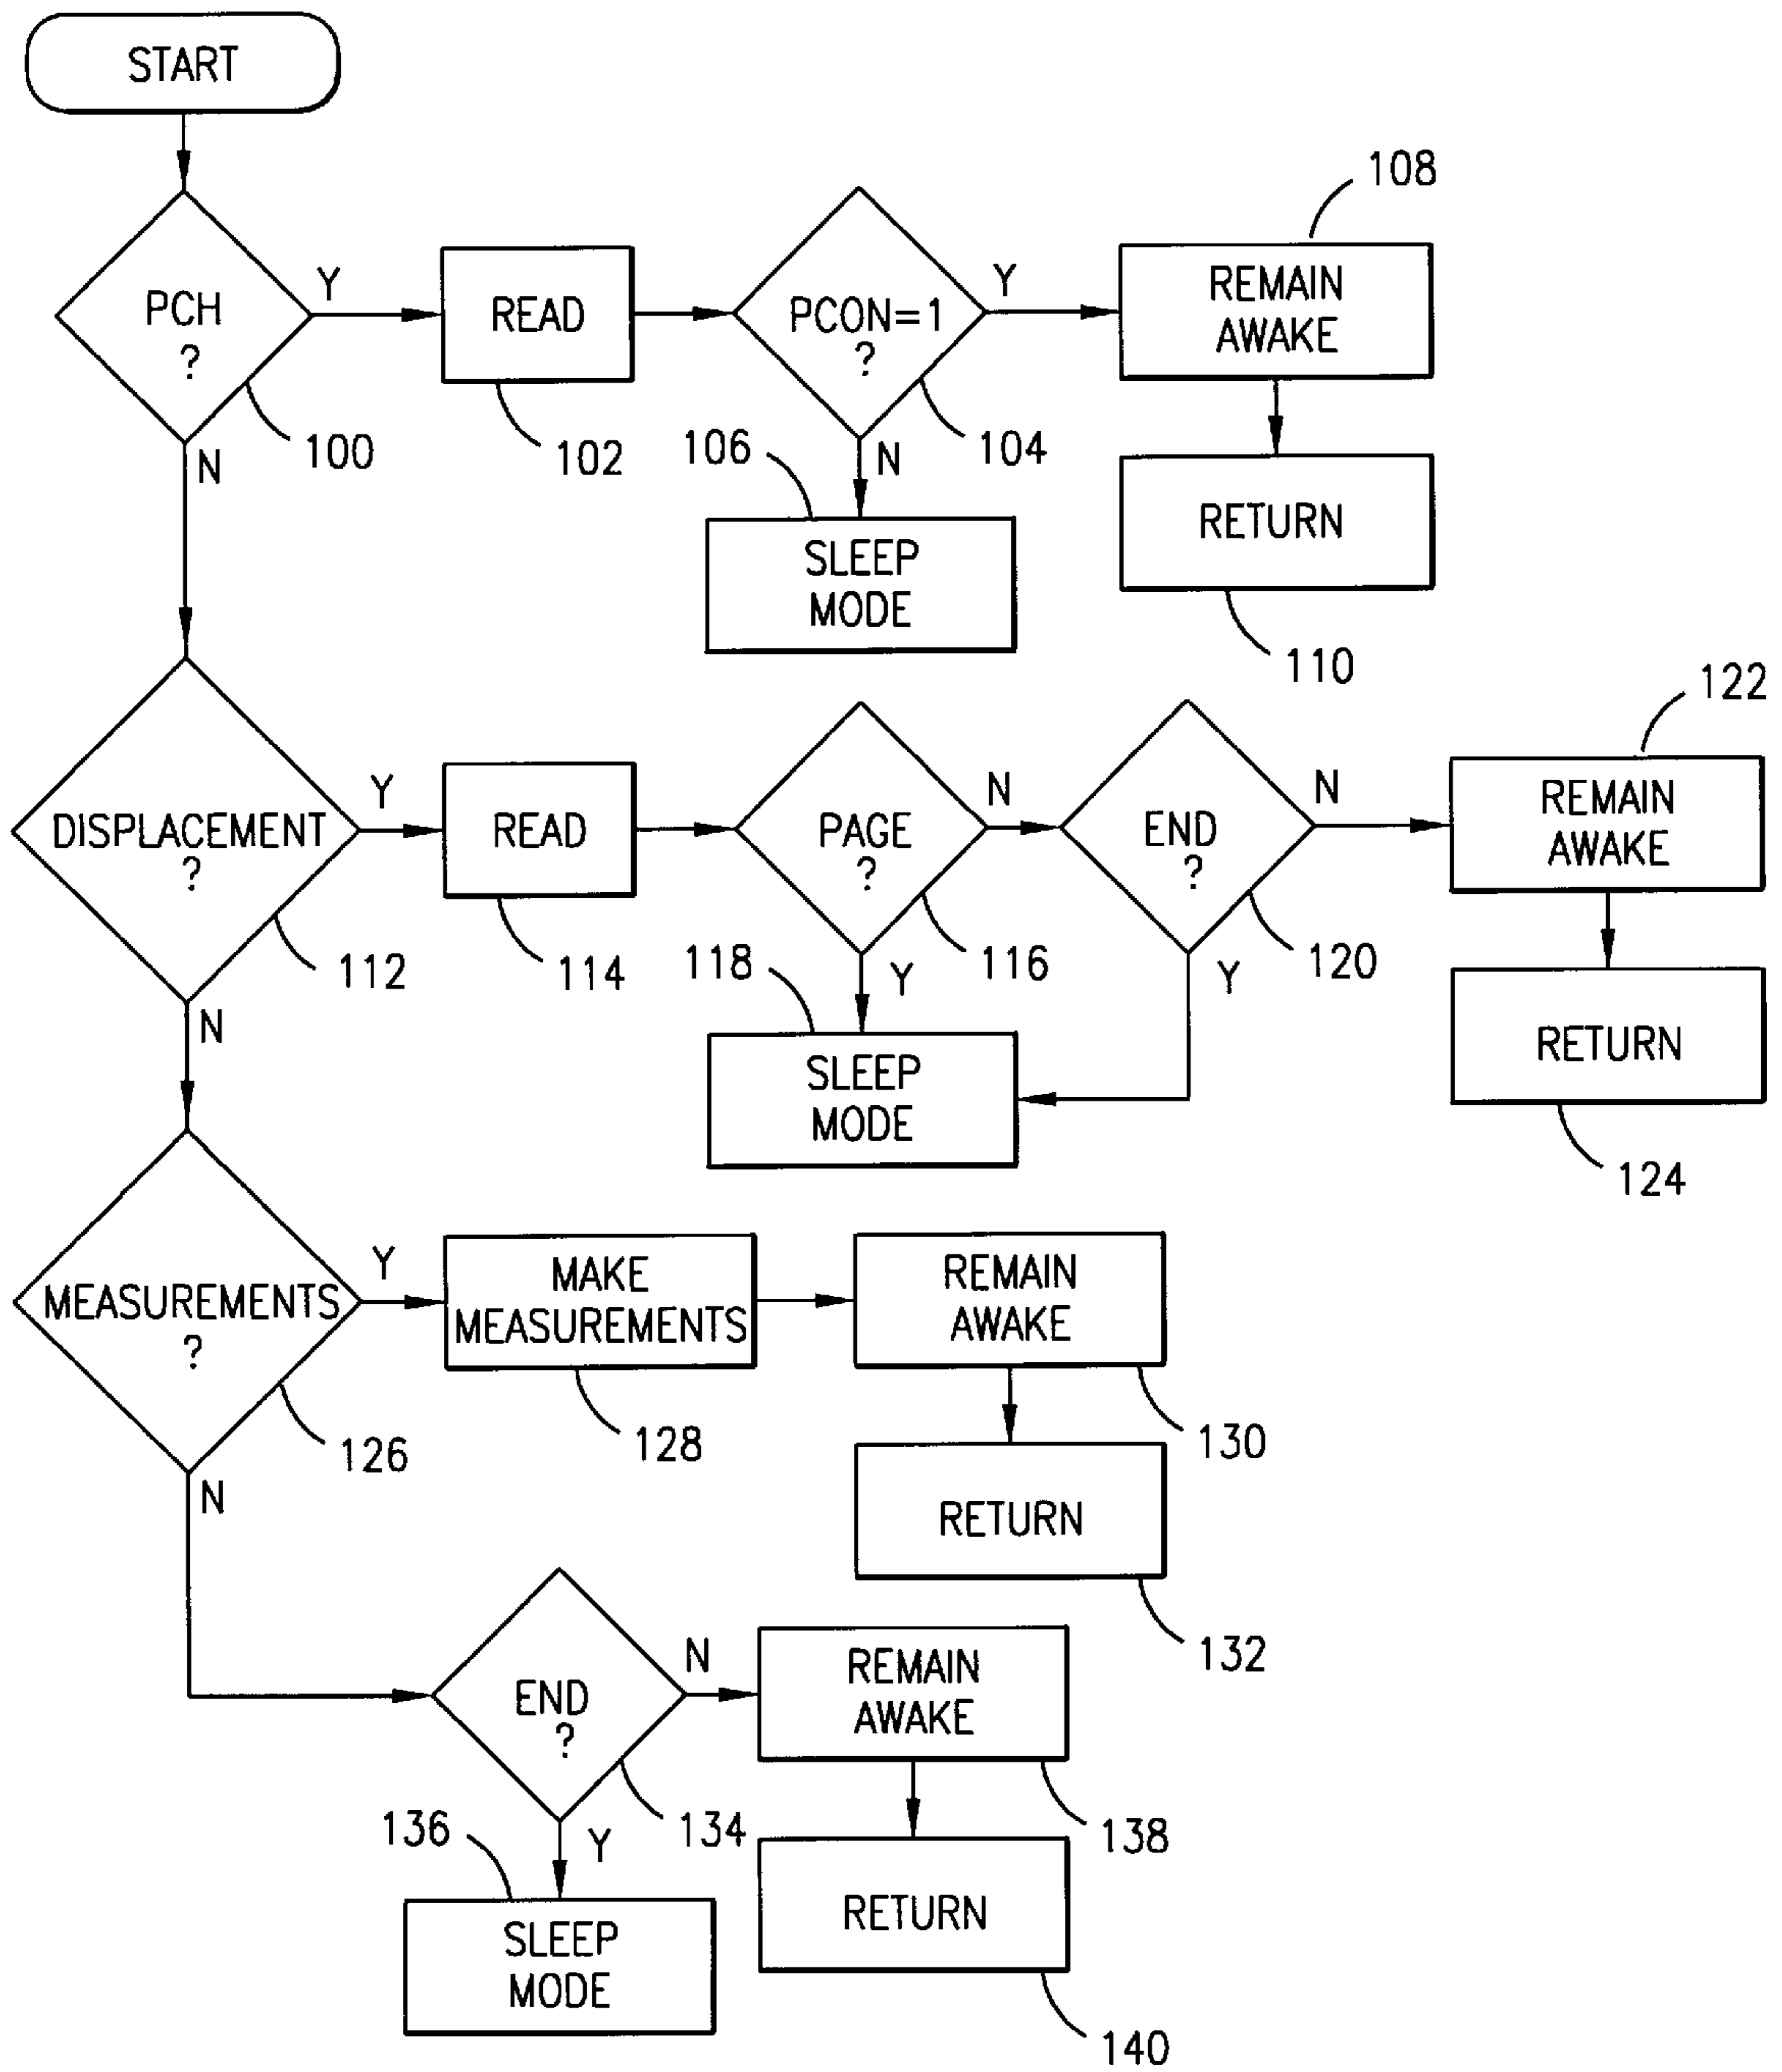 START
108
PCH
?
Y
READ
PCON=1
?
Y
REMAIN
AWAKE
100
N
102
106
N
104
SLEEP
MODE
RETURN
110
122
DISPLACEMENT
?
Y
READ
PAGE
?
N
END
?
N
REMAIN
AWAKE
112
N
114
118
Y
116
Y
120
SLEEP
MODE
RETURN
124
MEASUREMENTS
?
Y
MAKE
MEASUREMENTS
REMAIN
AWAKE
126
N
128
130
RETURN
132
END
?
N
REMAIN
AWAKE
136
Y
134
138
SLEEP
MODE
RETURN
140